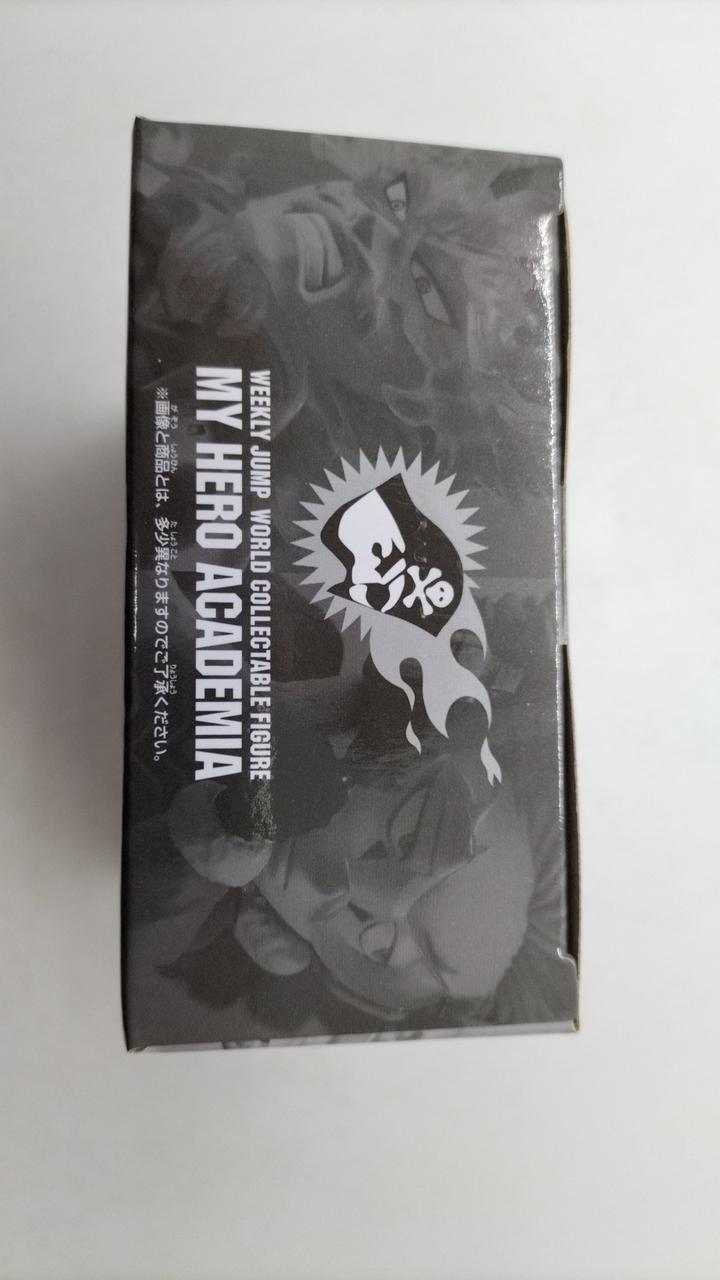 WEEKLY JUMP WORLD COLLECTABLE FIGURE
MY HERO ACADEMIA
※画像と商品とは、多少異なりますのでご了承ください。